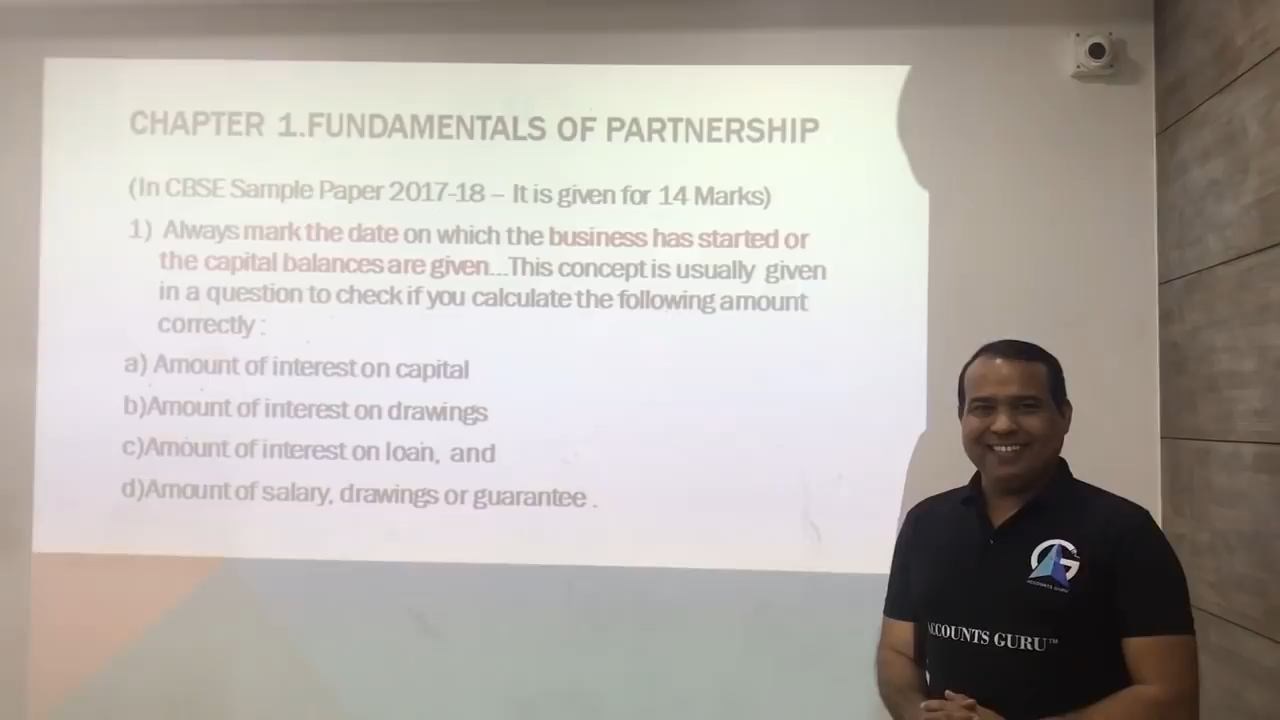 CHAPTER 1.FUNDAMENTALS OF PARTNERSHIP
(In CBSE Sample Paper 2017-18 – It is given for 14 Marks)
1) Always mark the date on which the business has started or
the capital balances are given...This concept is usually given
in a question to check if you calculate the following amount
correctly :
a) Amount of interest on capital
b)Amount of interest on drawings
c)Amount of interest on loan, and
d)Amount of salary, drawings or guarantee .
G
ACCOUNTS GURU
ACCOUNTS GURU™